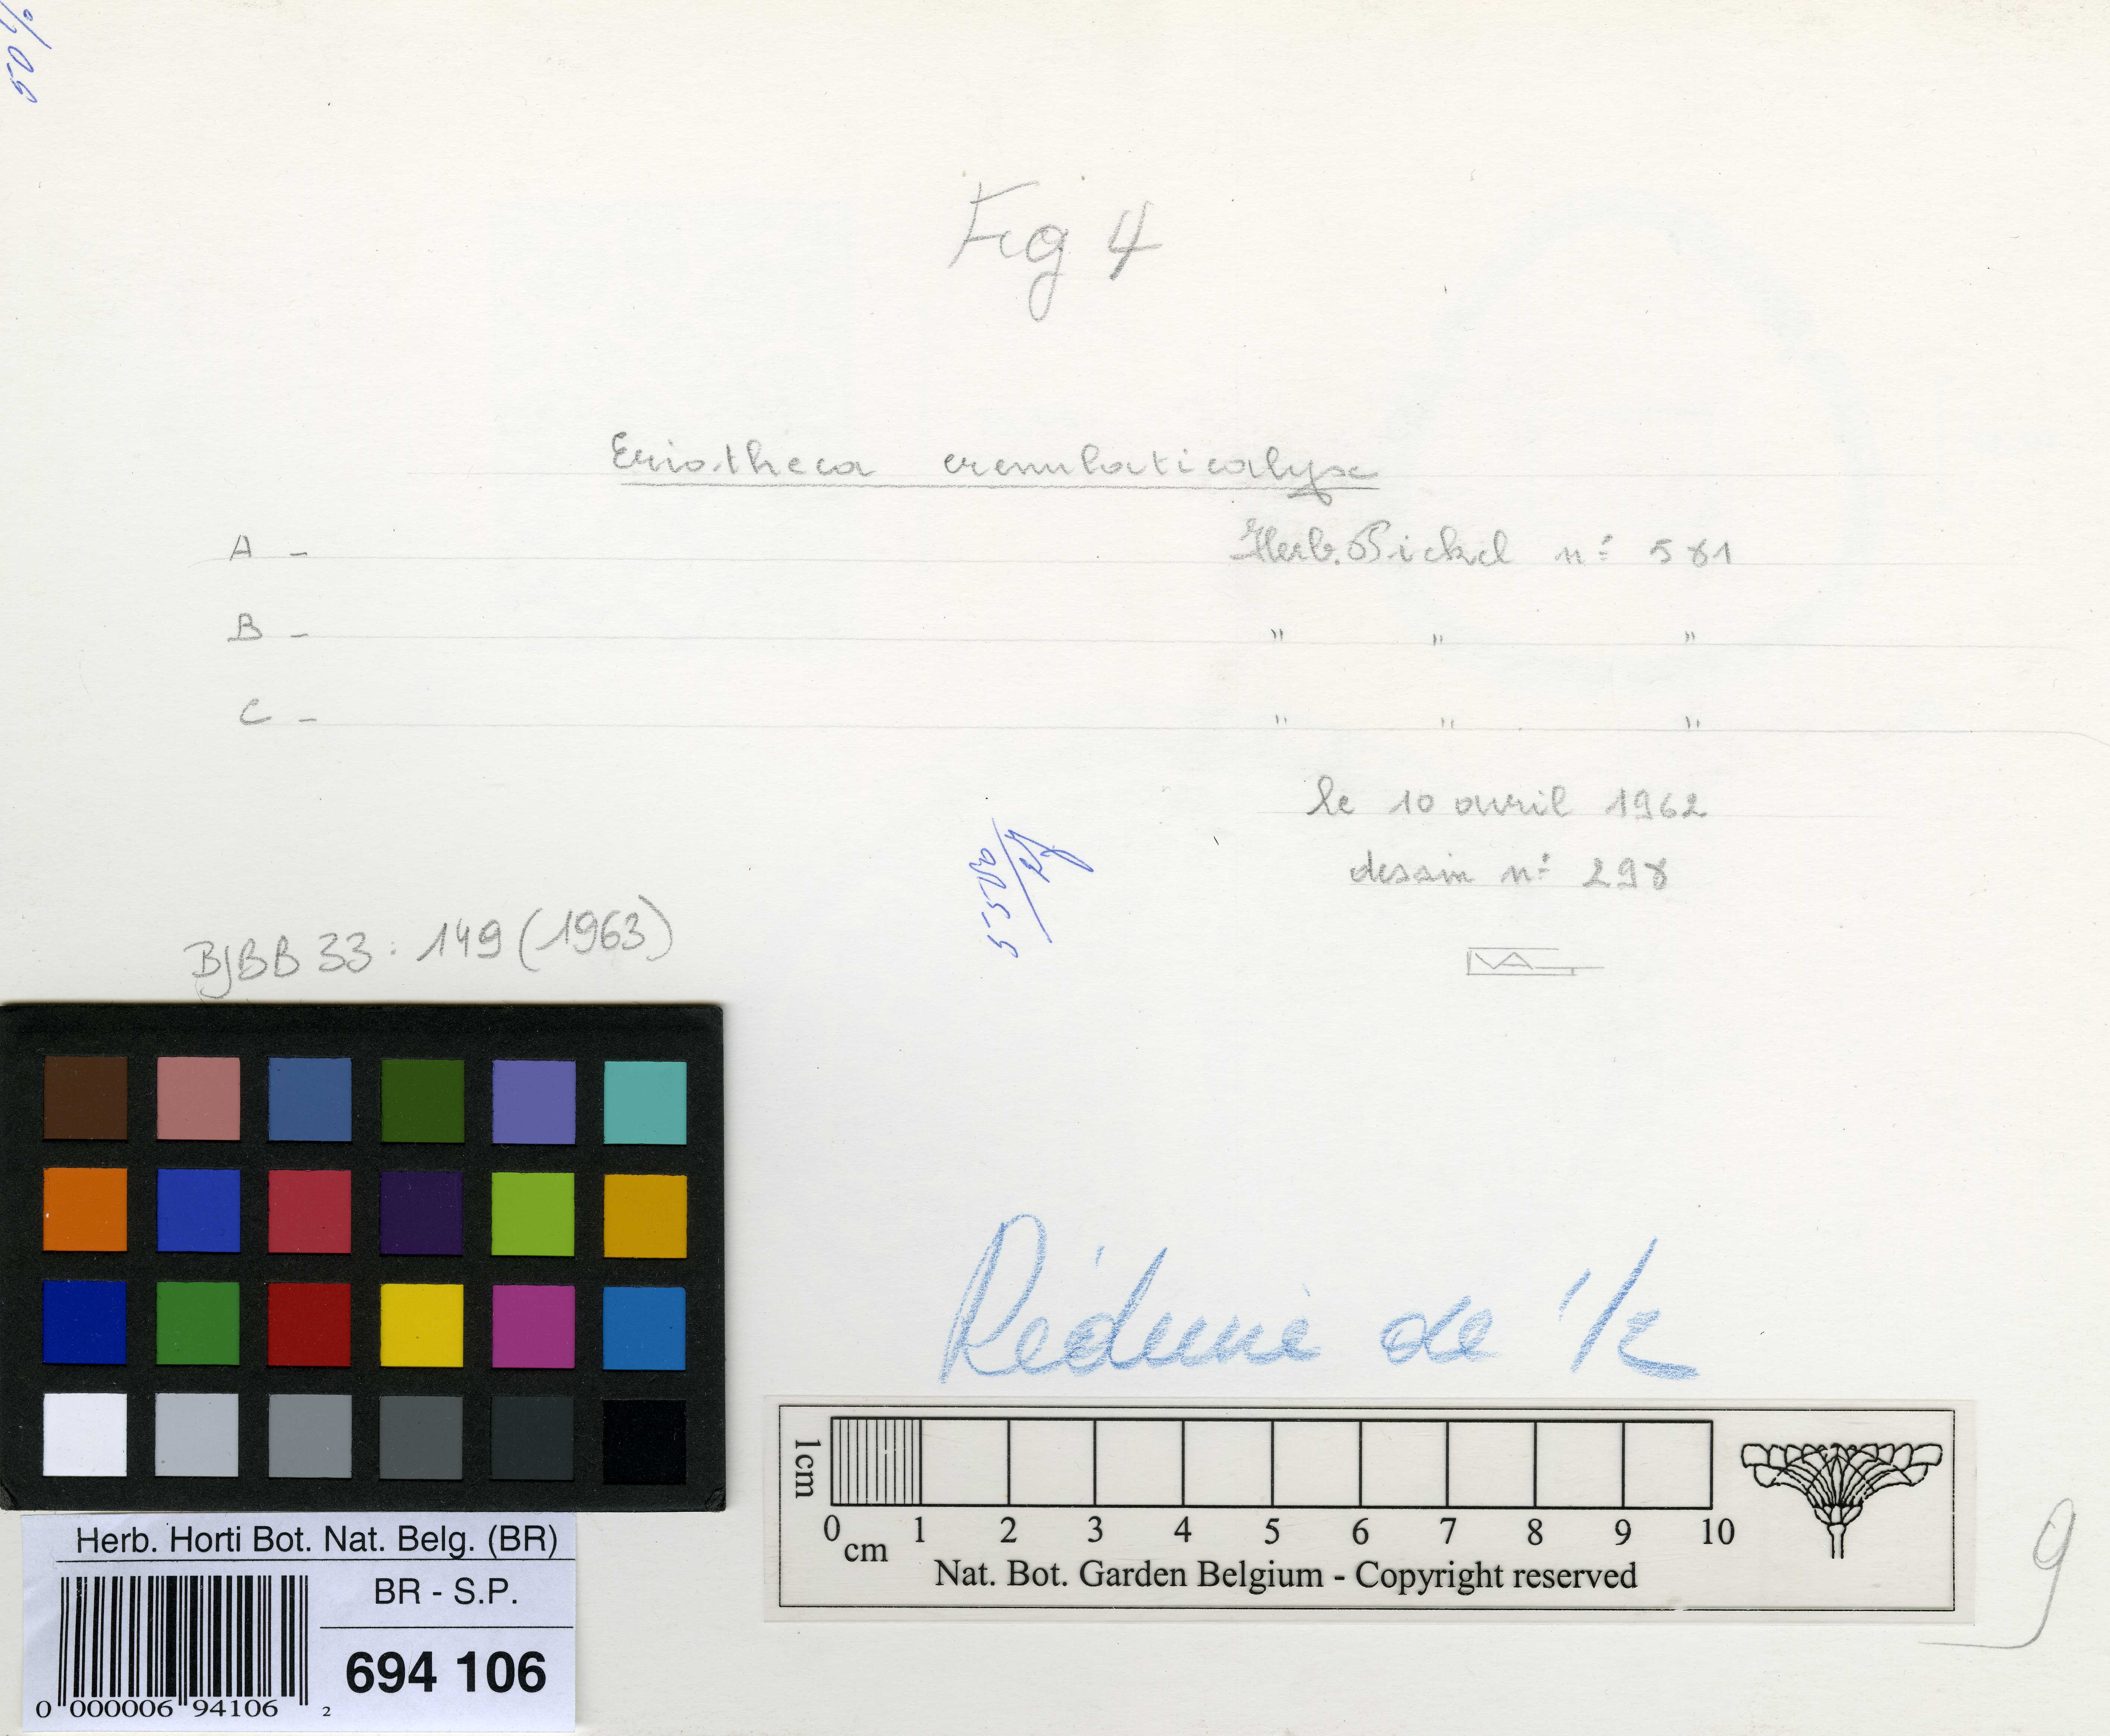 50%
Fig 4
Eriotheca crenulaticalyx
A - Herb. Pickel n° 581
B - " " "
C - " " "
le 10 avril 1962
dessin n° 298
BJBB 33: 149 (1963)
Réduire de 1/2
1cm
0 1 2 3 4 5 6 7 8 9 10
cm
Nat. Bot. Garden Belgium - Copyright reserved
9
Herb. Horti Bot. Nat. Belg. (BR)
BR - S.P.
694 106
0 000006 94106 2